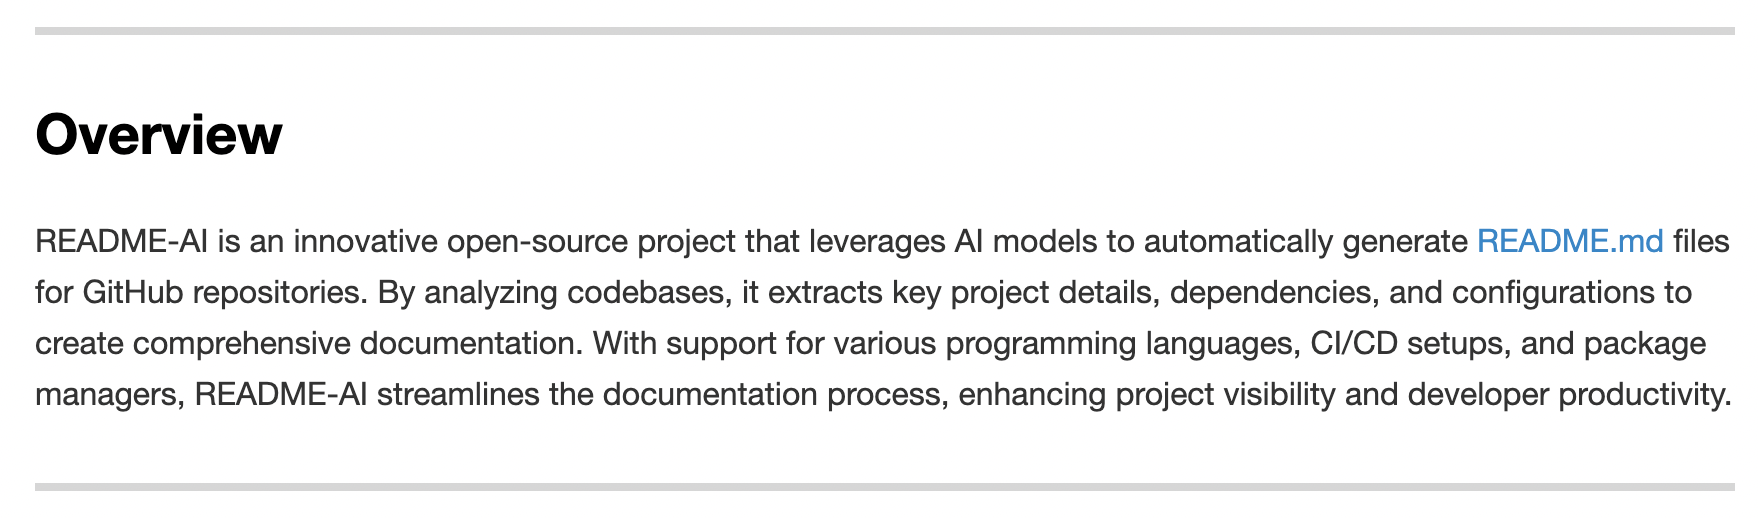 Overview
README-AI is an innovative open-source project that leverages AI models to automatically generate README.md files
for GitHub repositories. By analyzing codebases, it extracts key project details, dependencies, and configurations to
create comprehensive documentation. With support for various programming languages, CI/CD setups, and package
managers, README-AI streamlines the documentation process, enhancing project visibility and developer productivity.